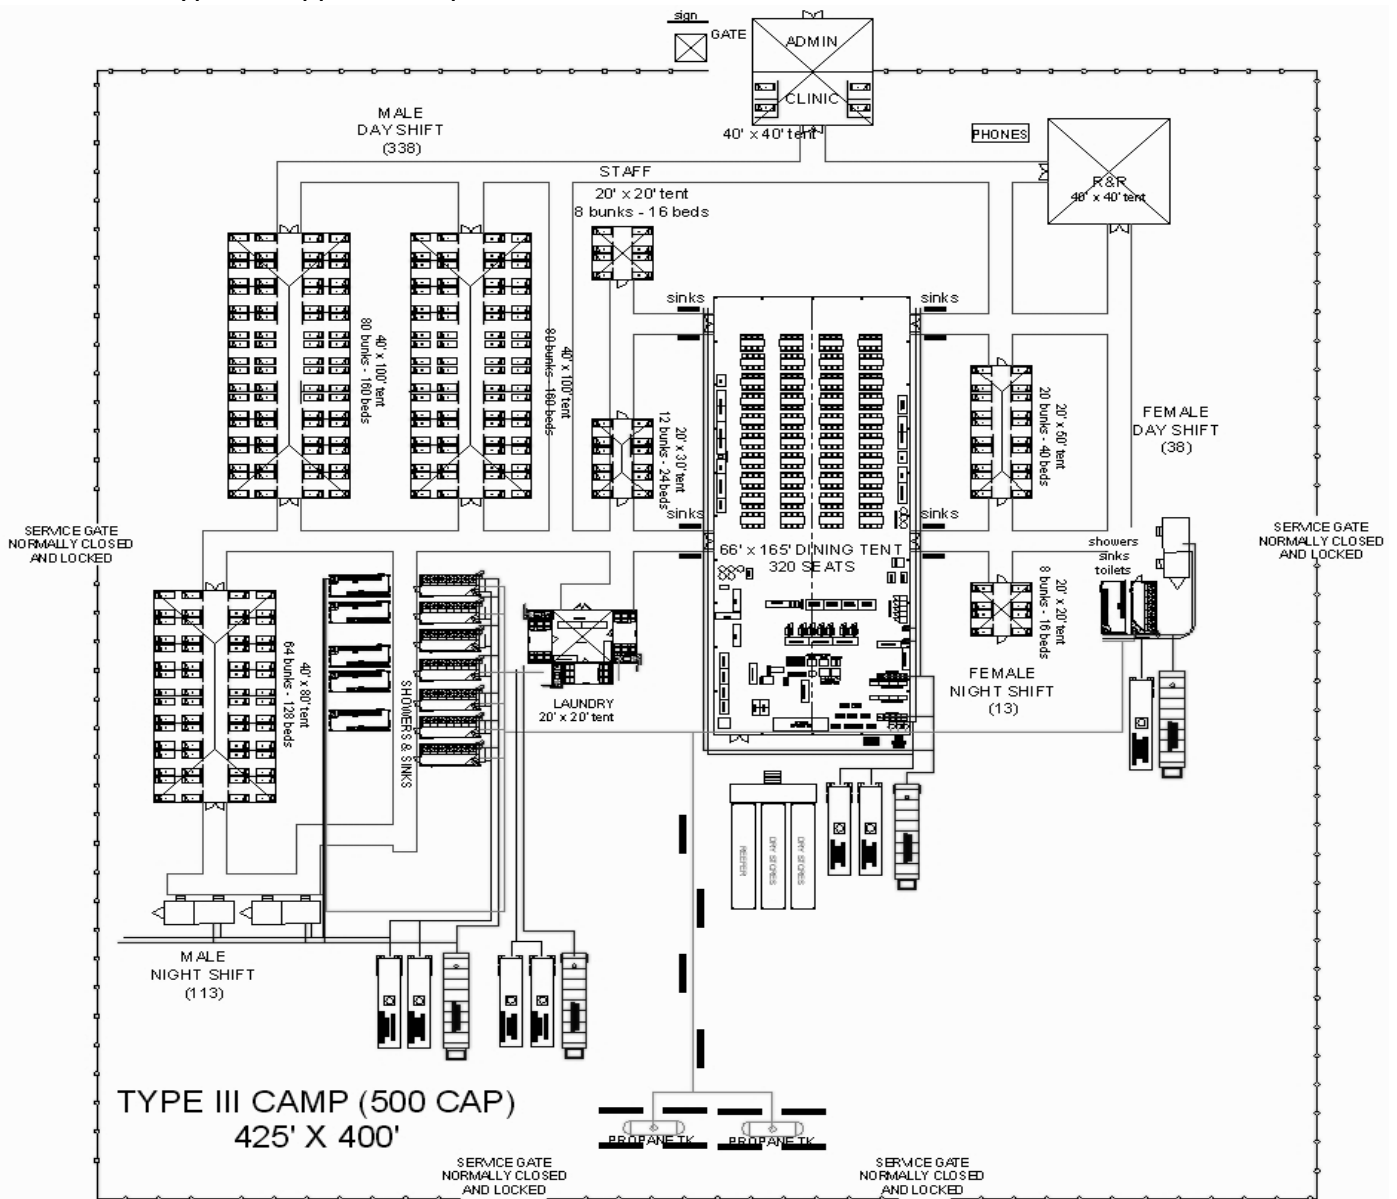 sign
GATE
ADMIN
CLINIC
40' x 40' tent
PHONES
MALE
DAY SHIFT
(338)
STAFF
20' x 20' tent
8 bunks - 16 beds
R&R
40' x 40' tent
sinks
sinks
40' x 100' tent
80 bunks - 160 beds
40' x 100' tent
80 bunks - 160 beds
20' x 30' tent
12 bunks - 24 beds
20' x 50' tent
20 bunks - 40 beds
FEMALE
DAY SHIFT
(38)
sinks
sinks
SERVICE GATE
NORMALLY CLOSED
AND LOCKED
SERVICE GATE
NORMALLY CLOSED
AND LOCKED
66' x 165' DINING TENT
320 SEATS
showers
sinks
toilets
20' x 20' tent
8 bunks - 16 beds
40' x 80' tent
64 bunks - 128 beds
SHOWERS & SINKS
LAUNDRY
20' x 20' tent
FEMALE
NIGHT SHIFT
(13)
REEFER
DRY STORES
DRY STORES
MALE
NIGHT SHIFT
(113)
TYPE III CAMP (500 CAP)
425' X 400'
PROPANE TK
PROPANE TK
SERVICE GATE
NORMALLY CLOSED
AND LOCKED
SERVICE GATE
NORMALLY CLOSED
AND LOCKED